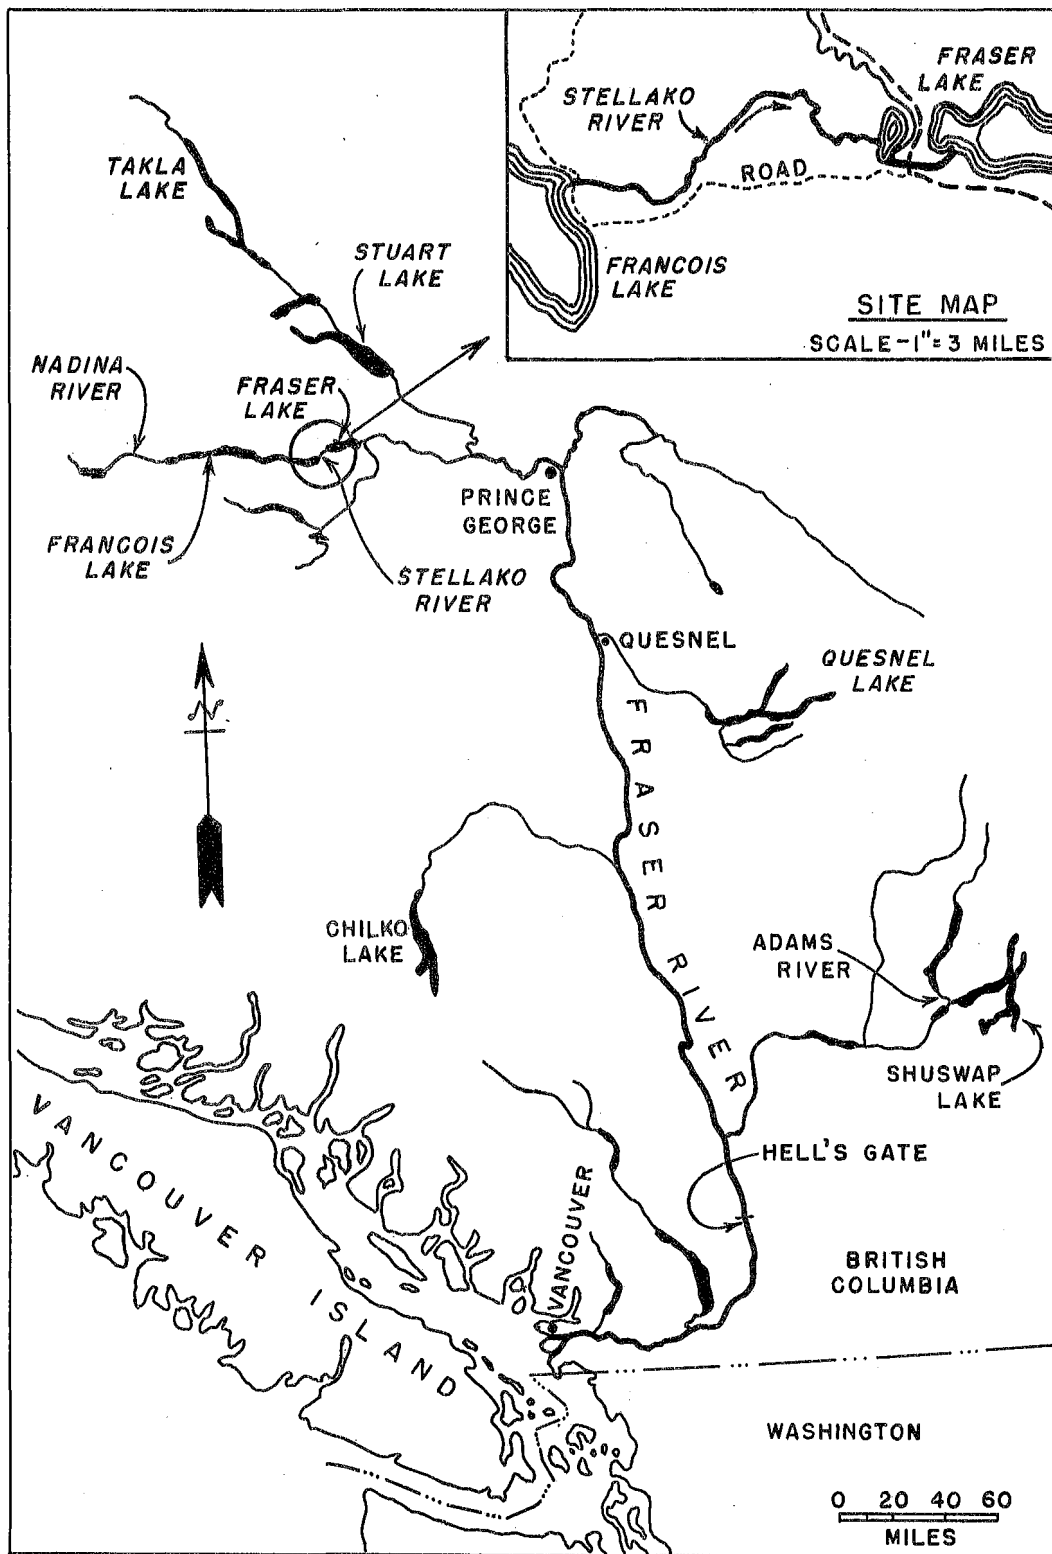 FRASER
LAKE
STELLAKO
RIVER
ROAD
FRANCOIS
LAKE
SITE MAP
SCALE-1"=3 MILES
TAKLA
LAKE
STUART
LAKE
NADINA
RIVER
FRASER
LAKE
PRINCE
GEORGE
FRANCOIS
LAKE
STELLAKO
RIVER
QUESNEL
QUESNEL
LAKE
N
FRASER RIVER
CHILKO
LAKE
ADAMS
RIVER
SHUSWAP
LAKE
HELL'S GATE
VANCOUVER ISLAND
VANCOUVER
BRITISH
COLUMBIA
WASHINGTON
0 20 40 60
MILES